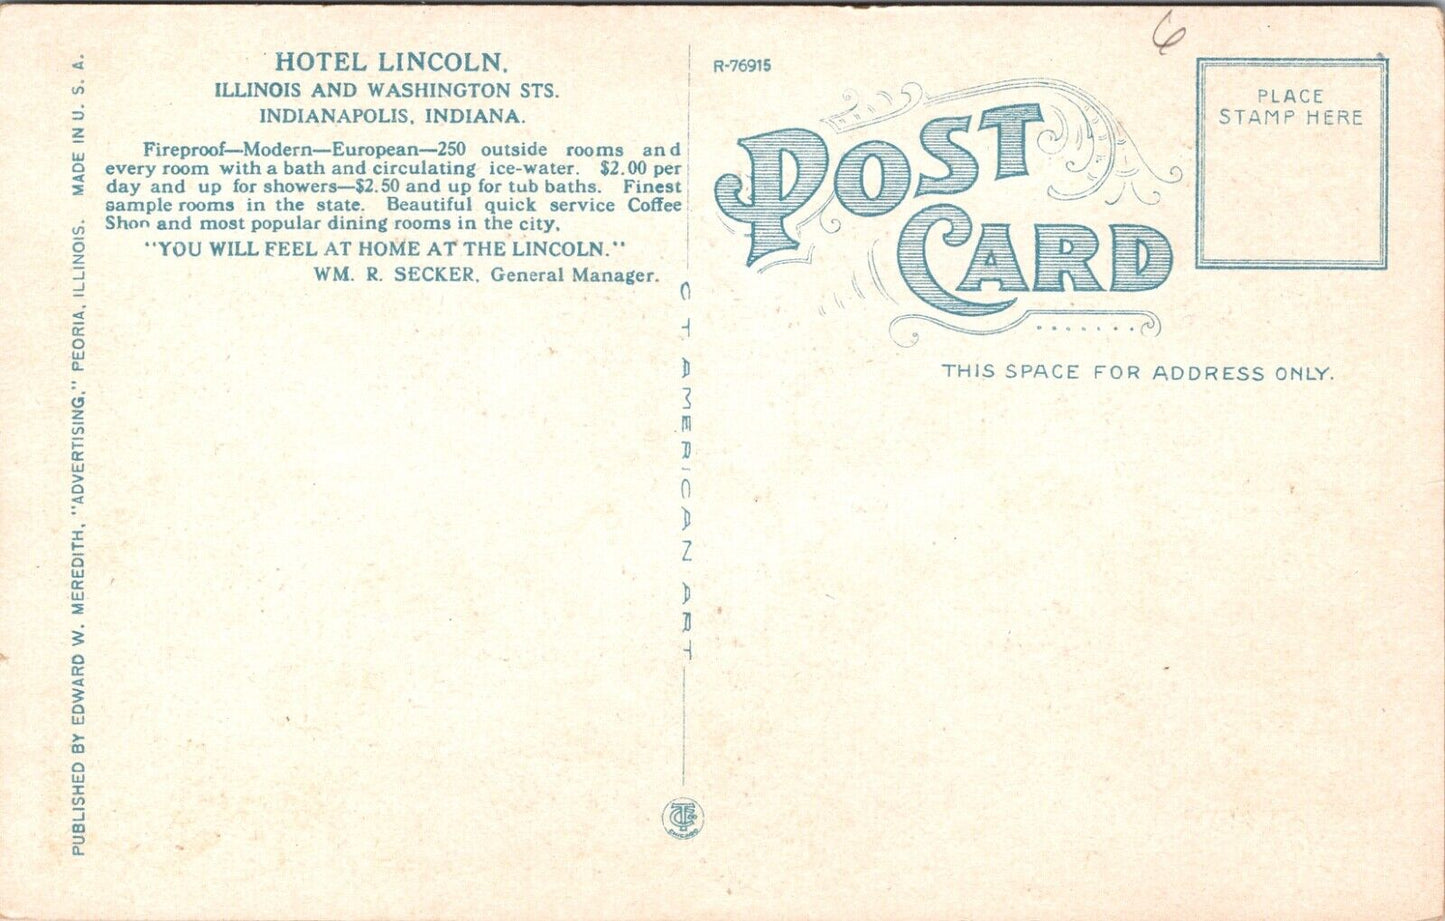 HOTEL LINCOLN,
ILLINOIS AND WASHINGTON STS.
INDIANAPOLIS, INDIANA.
Fireproof—Modern—European—250 outside rooms and
every room with a bath and circulating ice-water. $2.00 per
day and up for showers—$2.50 and up for tub baths. Finest
sample rooms in the state. Beautiful quick service Coffee
Shop and most popular dining rooms in the city.
"YOU WILL FEEL AT HOME AT THE LINCOLN."
WM. R. SECKER, General Manager.
PUBLISHED BY EDWARD W. MEREDITH, "ADVERTISING," PEORIA, ILLINOIS. MADE IN U. S. A.
C T AMERICAN ART
CHICAGO
R-76915
6
POST
CARD
PLACE
STAMP HERE
THIS SPACE FOR ADDRESS ONLY.